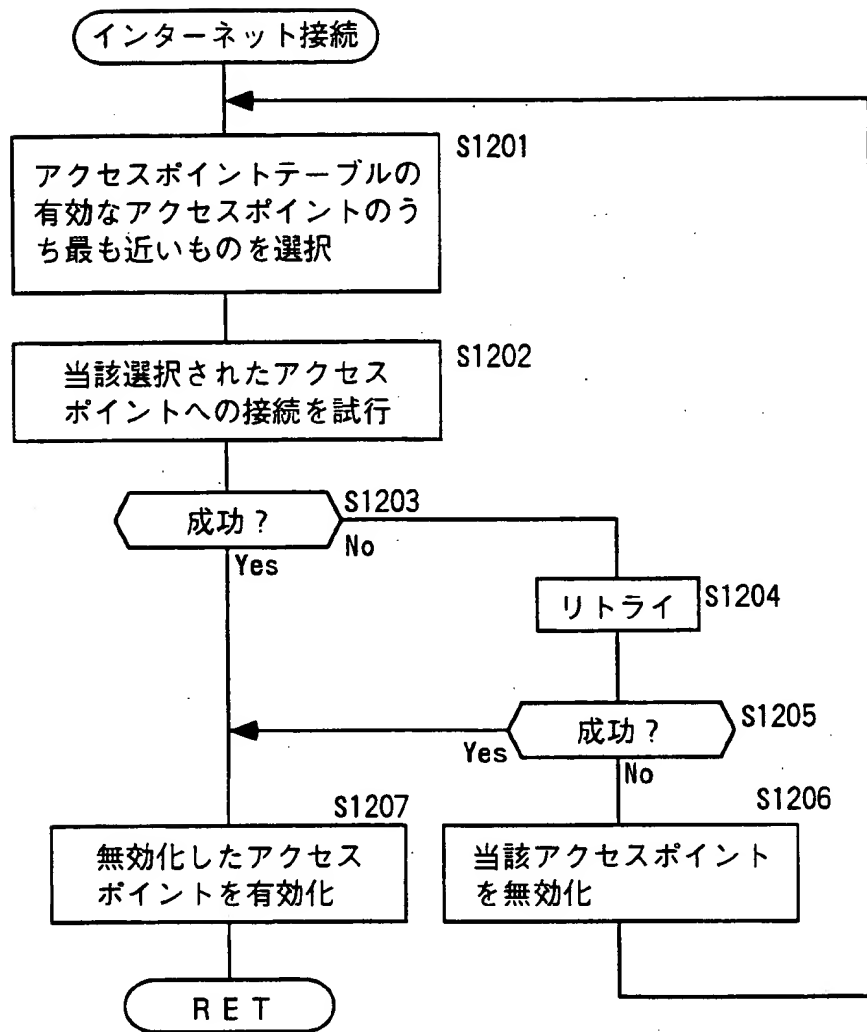 インターネット接続
S1201
アクセスポイントテーブルの
有効なアクセスポイントのう
ち最も近いものを選択
S1202
当該選択されたアクセス
ポイントへの接続を試行
S1203
成功？
No
Yes
リトライ
S1204
S1205
成功？
Yes
No
S1207
S1206
無効化したアクセス
ポイントを有効化
当該アクセスポイント
を無効化
RET